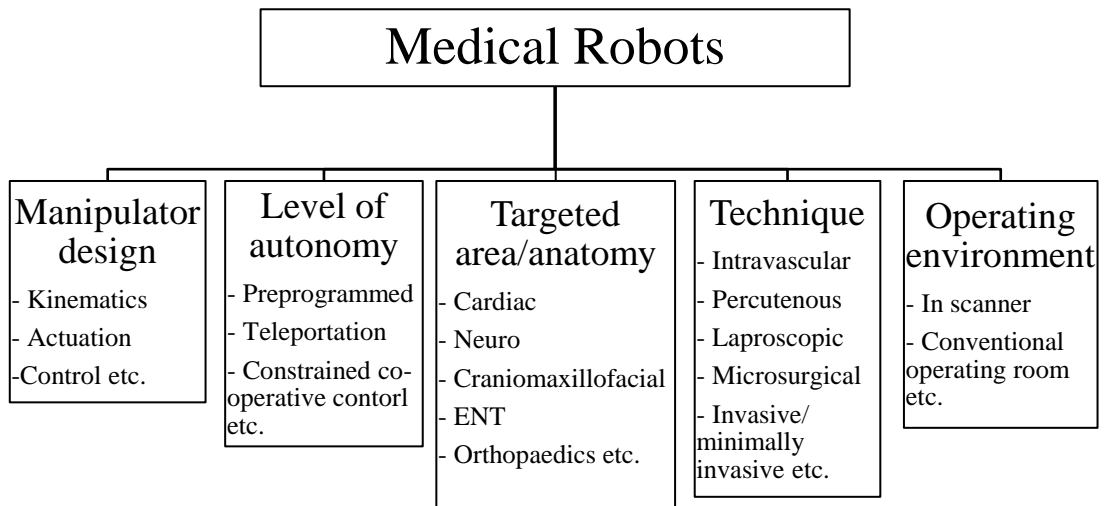 Medical Robots
Manipulator
design
- Kinematics
- Actuation
-Control etc.
Level of
autonomy
- Preprogrammed
- Teleportation
- Constrained co-
operative contorl
etc.
Targeted
area/anatomy
- Cardiac
- Neuro
- Craniomaxillofacial
- ENT
- Orthopaedics etc.
Technique
- Intravascular
- Percutenous
- Laproscopic
- Microsurgical
- Invasive/
minimally
invasive etc.
Operating
environment
- In scanner
- Conventional
operating room
etc.